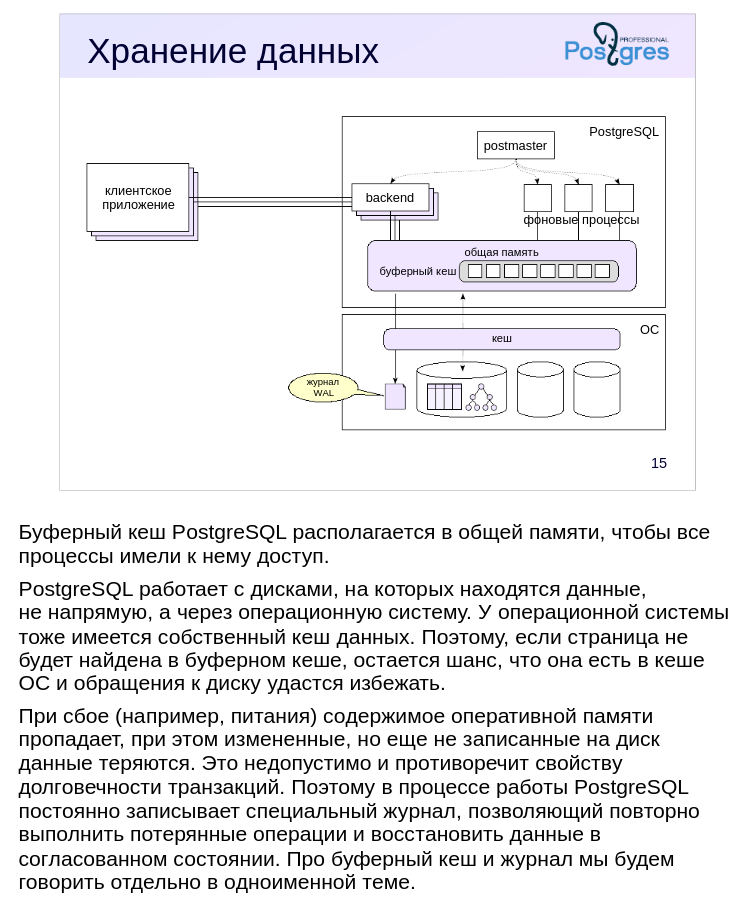 Хранение данных
PROFESSIONAL
Postgres
PostgreSQL
postmaster
клиентское
приложение
backend
фоновые процессы
общая память
буферный кеш
ОС
кеш
журнал
WAL
15
Буферный кеш PostgreSQL располагается в общей памяти, чтобы все
процессы имели к нему доступ.
PostgreSQL работает с дисками, на которых находятся данные,
не напрямую, а через операционную систему. У операционной системы
тоже имеется собственный кеш данных. Поэтому, если страница не
будет найдена в буферном кеше, остается шанс, что она есть в кеше
ОС и обращения к диску удастся избежать.
При сбое (например, питания) содержимое оперативной памяти
пропадает, при этом измененные, но еще не записанные на диск
данные теряются. Это недопустимо и противоречит свойству
долговечности транзакций. Поэтому в процессе работы PostgreSQL
постоянно записывает специальный журнал, позволяющий повторно
выполнить потерянные операции и восстановить данные в
согласованном состоянии. Про буферный кеш и журнал мы будем
говорить отдельно в одноименной теме.